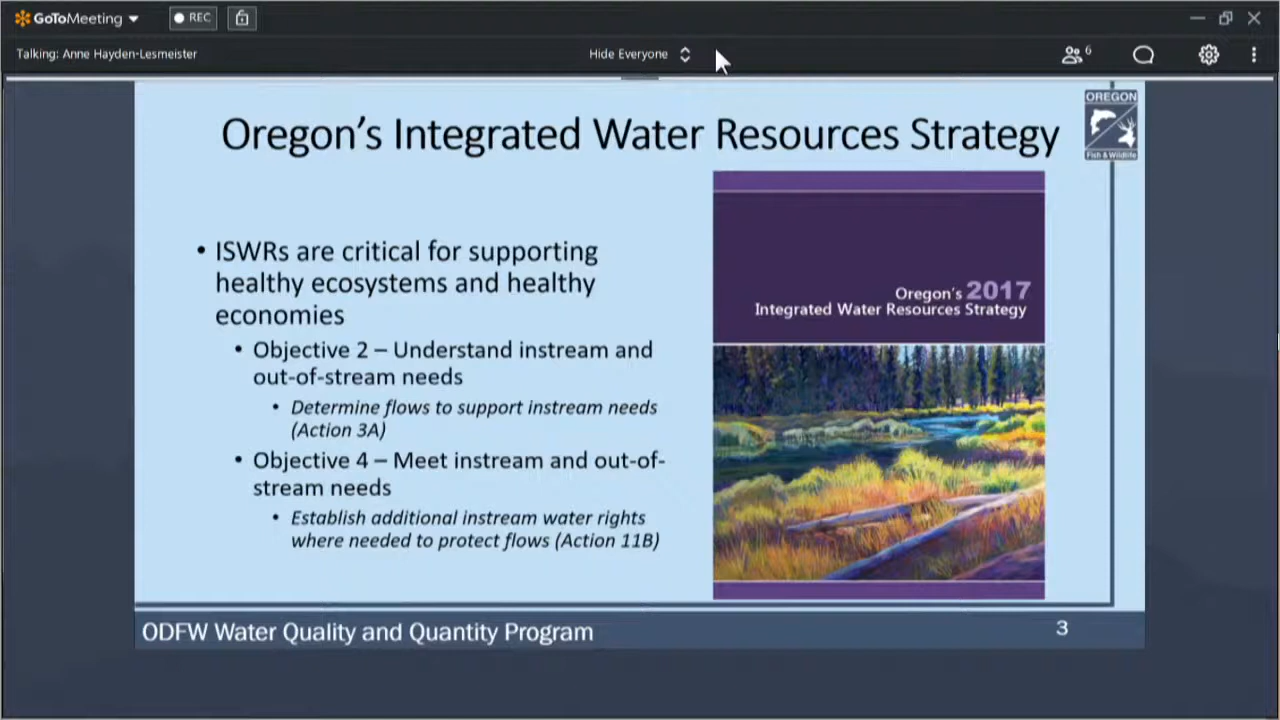 GoToMeeting
REC
Talking: Anne Hayden-Lesmeister
Hide Everyone
6
Oregon's Integrated Water Resources Strategy
OREGON
Fish & Wildlife
• ISWRs are critical for supporting
healthy ecosystems and healthy
economies
• Objective 2 – Understand instream and
out-of-stream needs
• Determine flows to support instream needs
(Action 3A)
• Objective 4 – Meet instream and out-of-
stream needs
• Establish additional instream water rights
where needed to protect flows (Action 11B)
Oregon's 2017
Integrated Water Resources Strategy
ODFW Water Quality and Quantity Program
3